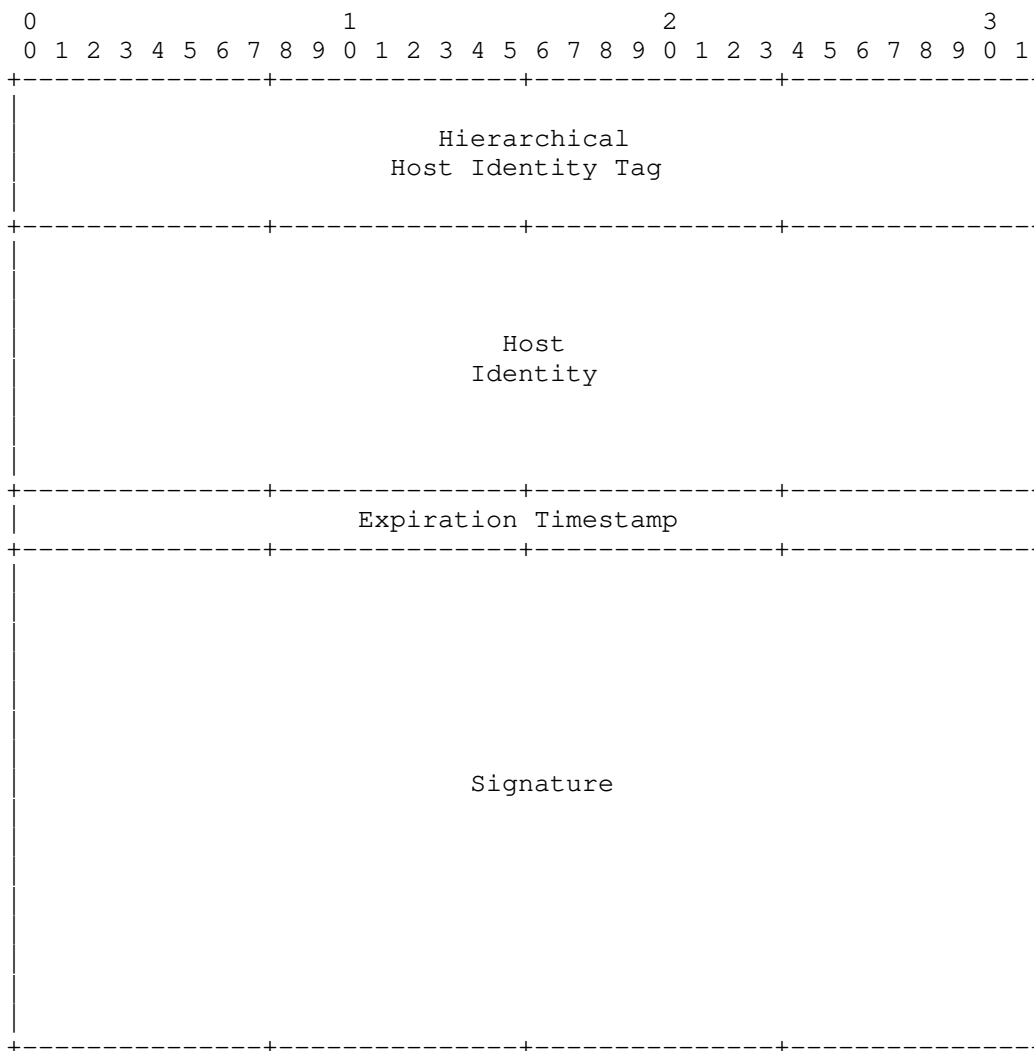 0 1 2 3
0 1 2 3 4 5 6 7 8 9 0 1 2 3 4 5 6 7 8 9 0 1 2 3 4 5 6 7 8 9 0 1
Hierarchical
Host Identity Tag
Host
Identity
Expiration Timestamp
Signature